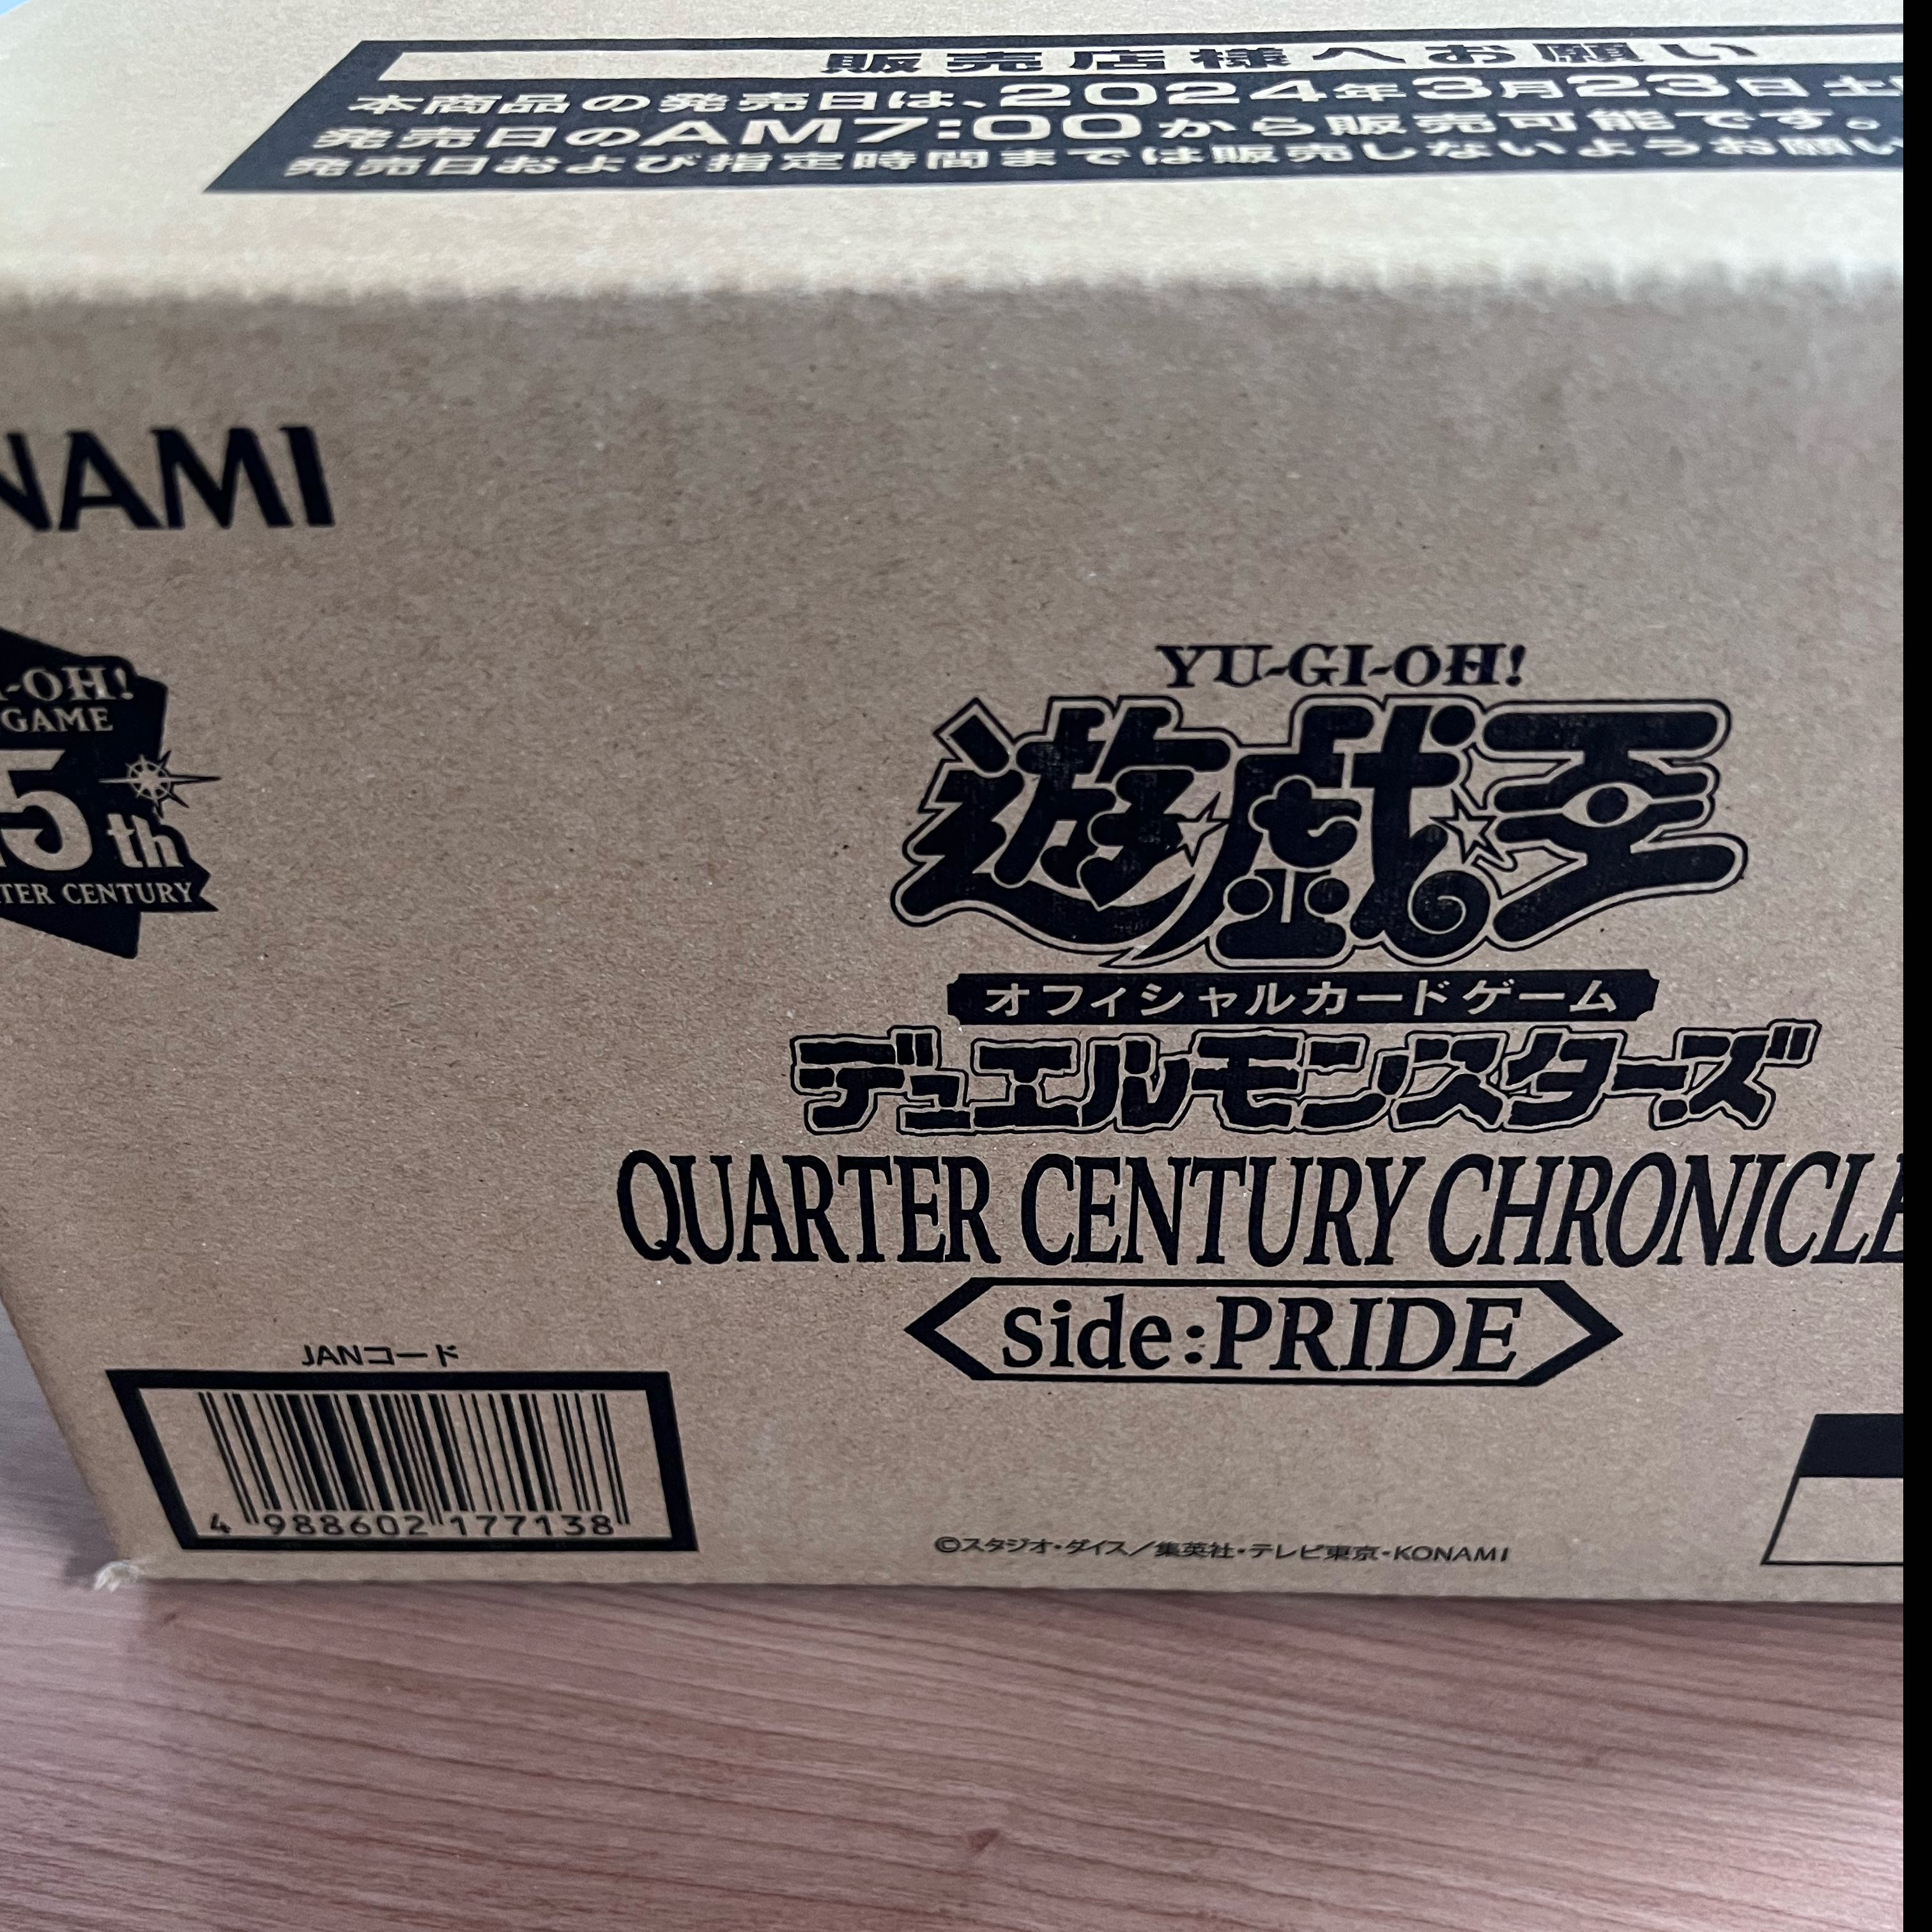 販売店様へお願い
本商品の発売日は、2024年3月23日
発売日のAM7:00から販売可能です。
発売日および指定時間までは販売しないようお願い
NAMI
-OH!
GAME
5th
TER CENTURY
YU-GI-OH!
遊戯王
オフィシャルカードゲーム
デュエルモンスターズ
QUARTER CENTURY CHRONICLE
side:PRIDE
JANコード
4 988602 177138
©スタジオ・ダイス/集英社・テレビ東京・KONAMI